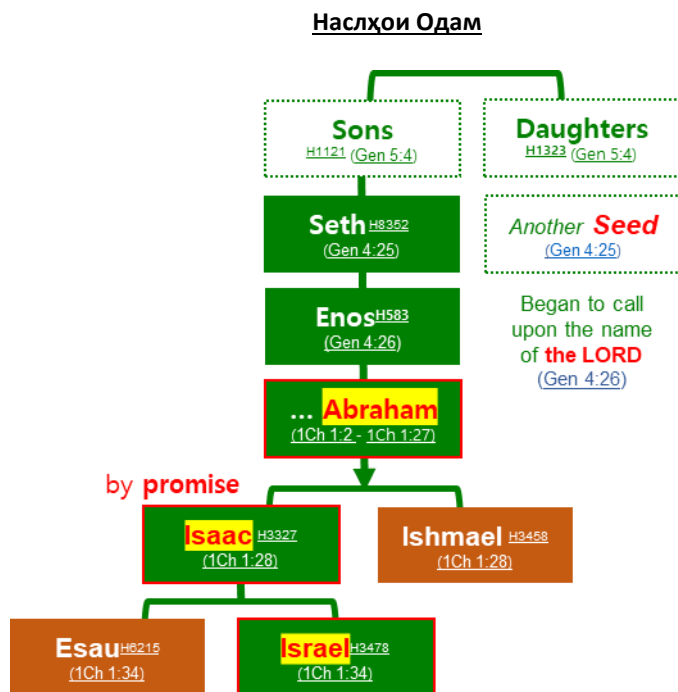 Наслҳои Одам
Sons
H1121 (Gen 5:4)
Daughters
H1323 (Gen 5:4)
Seth H8352
(Gen 4:25)
Another Seed
(Gen 4:25)
Enos H583
(Gen 4:26)
Began to call
upon the name
of the LORD
(Gen 4:26)
... Abraham
(1Ch 1:2 - 1Ch 1:27)
by promise
Isaac H3327
(1Ch 1:28)
Ishmael H3458
(1Ch 1:28)
Esau H6215
(1Ch 1:34)
Israel H3478
(1Ch 1:34)